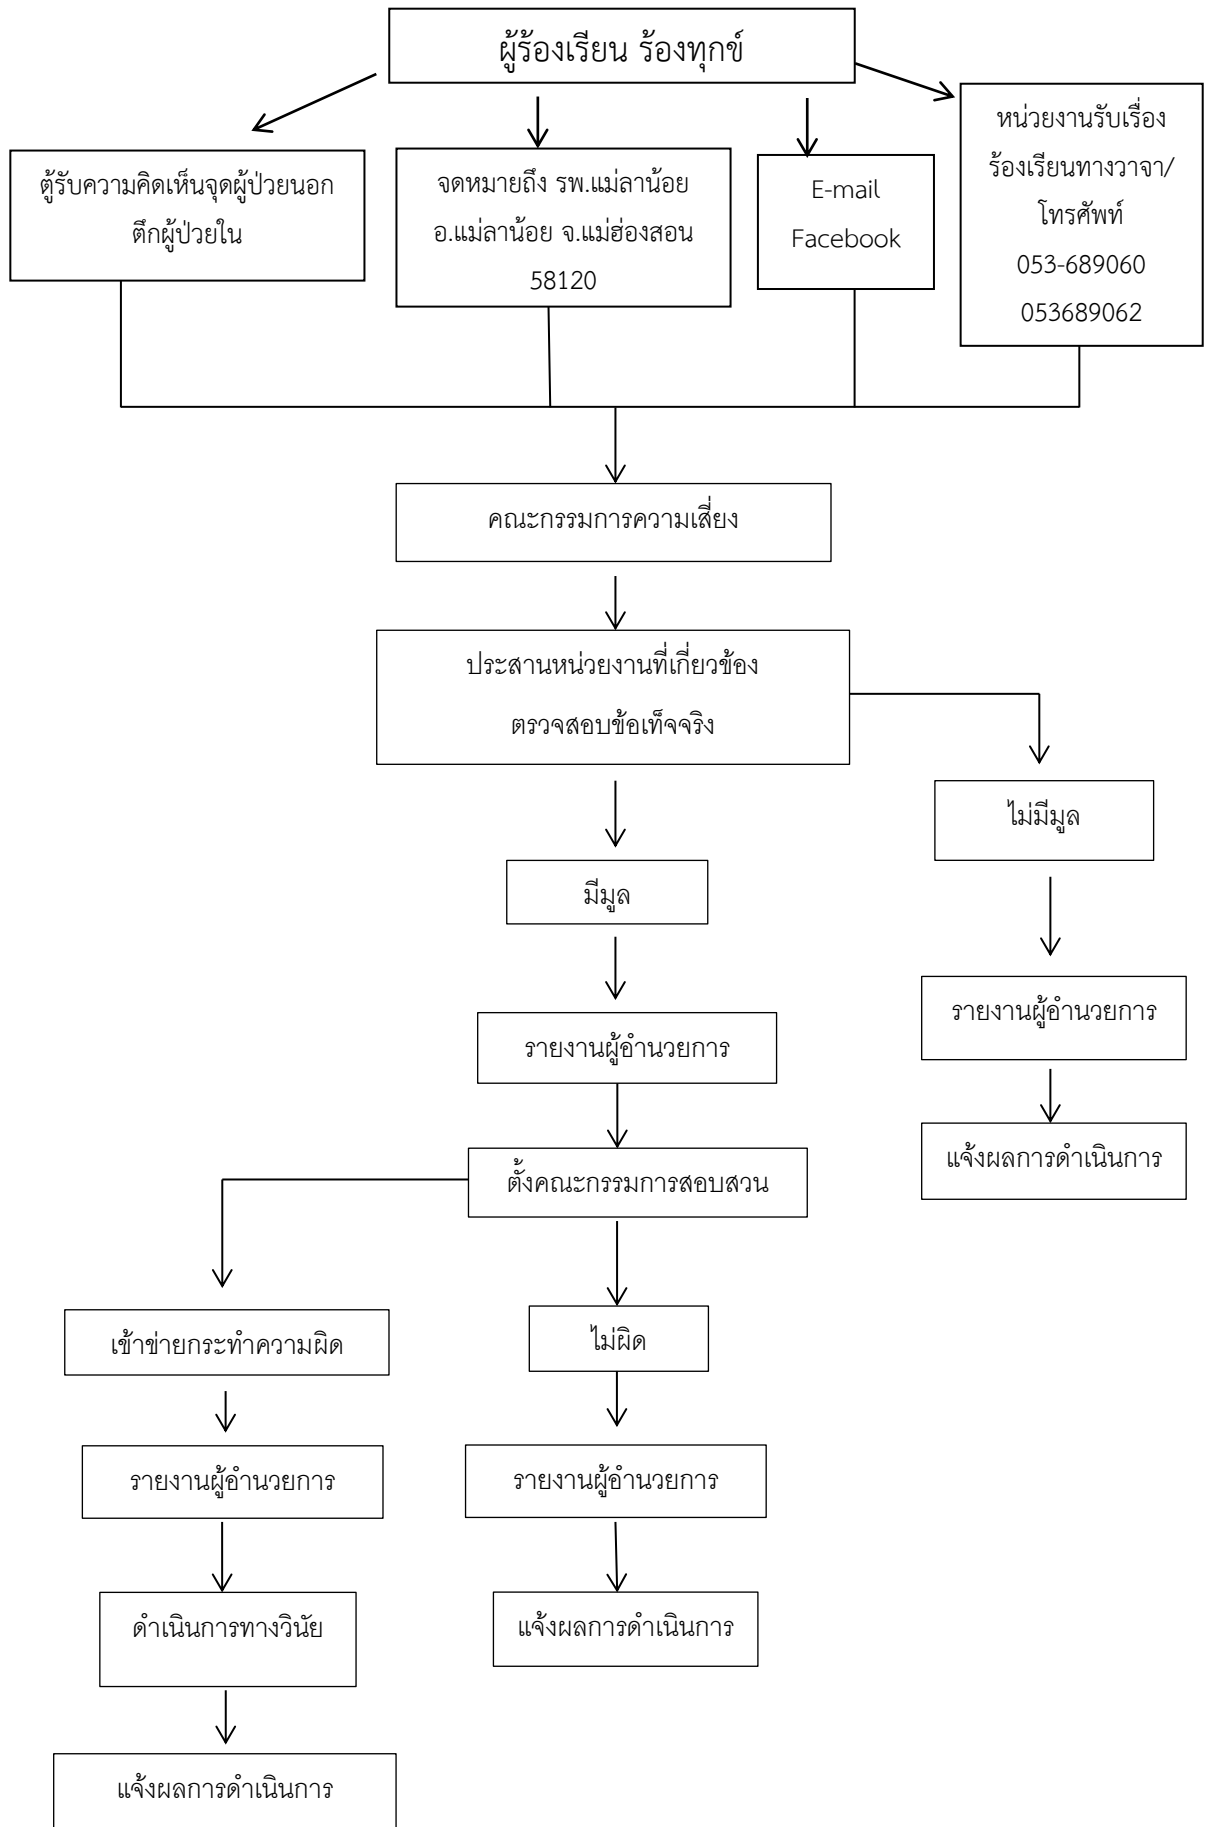 ผู้ร้องเรียน ร้องทุกข์
ตู้รับความคิดเห็นจุดผู้ป่วยนอก
ตึกผู้ป่วยใน
จดหมายถึง รพ.แม่ลาน้อย
อ.แม่ลาน้อย จ.แม่ฮ่องสอน
58120
E-mail
Facebook
หน่วยงานรับเรื่อง
ร้องเรียนทางวาจา/
โทรศัพท์
053-689060
053689062
คณะกรรมการความเสี่ยง
ประสานหน่วยงานที่เกี่ยวข้อง
ตรวจสอบข้อเท็จจริง
ไม่มีมูล
มีมูล
รายงานผู้อำนวยการ
รายงานผู้อำนวยการ
แจ้งผลการดำเนินการ
ตั้งคณะกรรมการสอบสวน
เข้าข่ายกระทำความผิด
ไม่ผิด
รายงานผู้อำนวยการ
รายงานผู้อำนวยการ
ดำเนินการทางวินัย
แจ้งผลการดำเนินการ
แจ้งผลการดำเนินการ